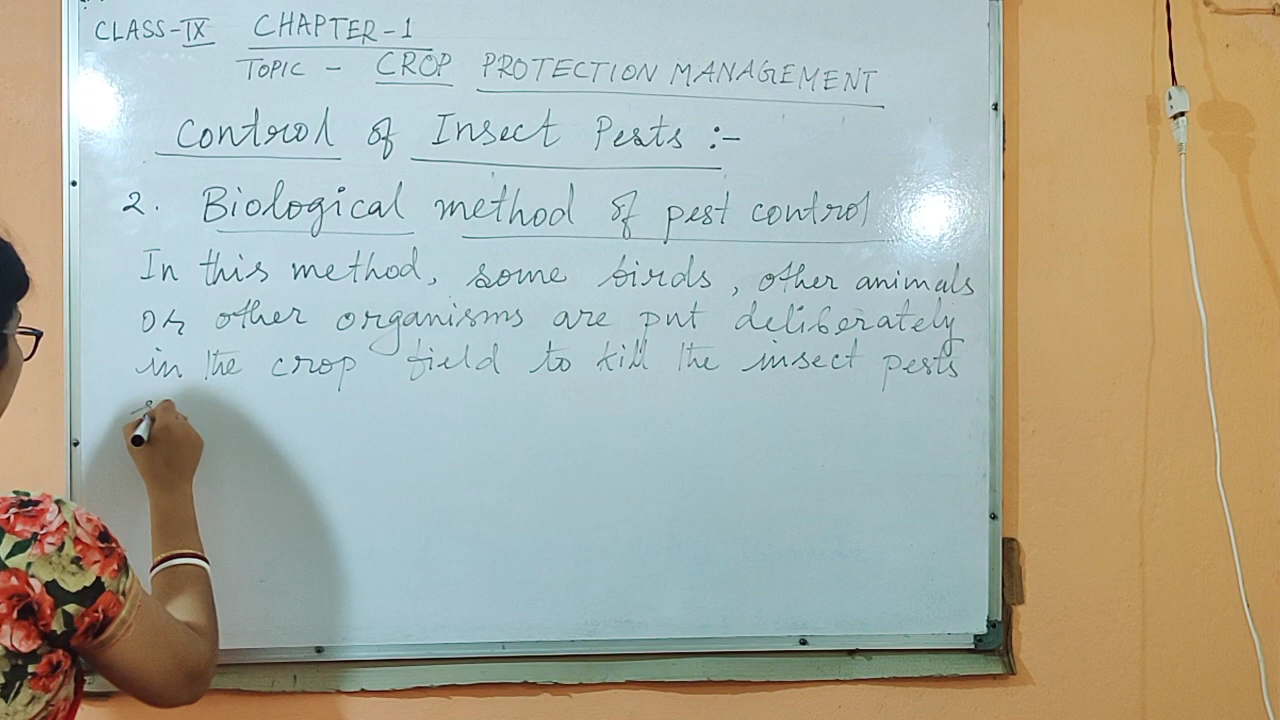 CLASS-IX CHAPTER-1
TOPIC - CROP PROTECTION MANAGEMENT
Control of Insect Pests :-
2. Biological method of pest control
In this method, some birds, other animals
or other organisms are put deliberately
in the crop field to kill the insect pests